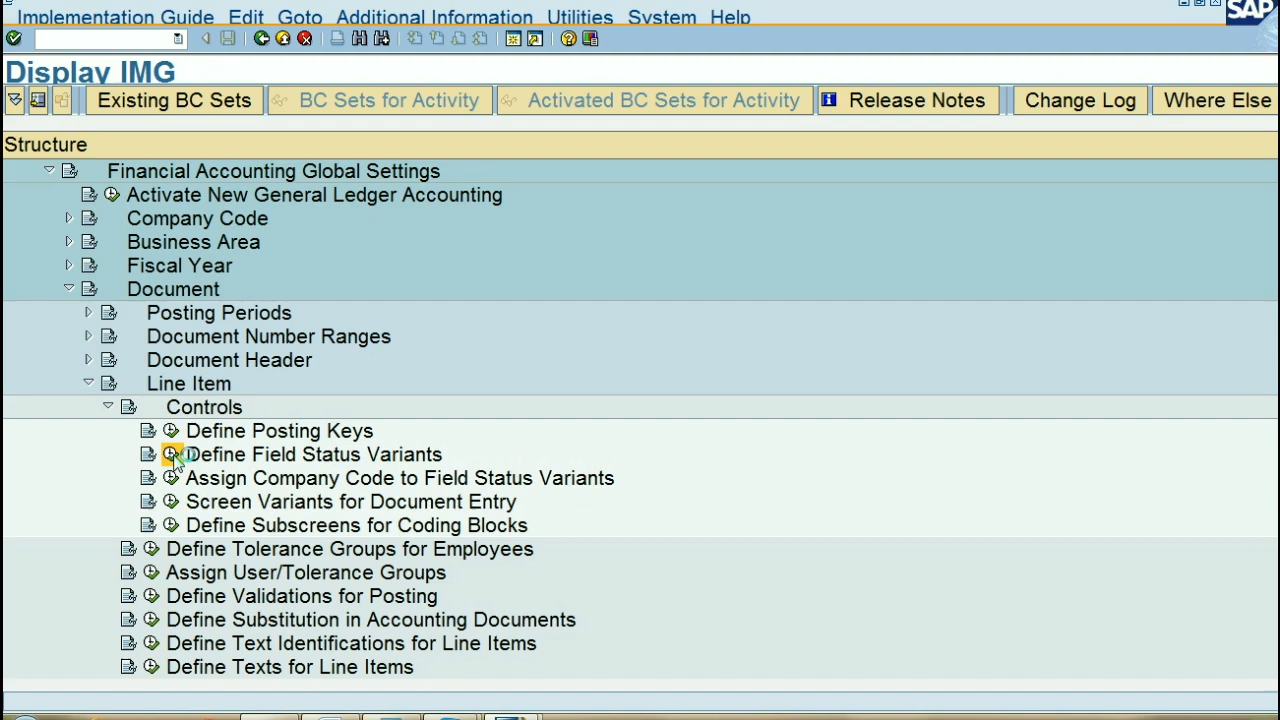 Implementation Guide Edit Goto Additional Information Utilities System Help
SAP
Display IMG
Existing BC Sets BC Sets for Activity Activated BC Sets for Activity Release Notes Change Log Where Else
Structure
Financial Accounting Global Settings
Activate New General Ledger Accounting
Company Code
Business Area
Fiscal Year
Document
Posting Periods
Document Number Ranges
Document Header
Line Item
Controls
Define Posting Keys
Define Field Status Variants
Assign Company Code to Field Status Variants
Screen Variants for Document Entry
Define Subscreens for Coding Blocks
Define Tolerance Groups for Employees
Assign User/Tolerance Groups
Define Validations for Posting
Define Substitution in Accounting Documents
Define Text Identifications for Line Items
Define Texts for Line Items